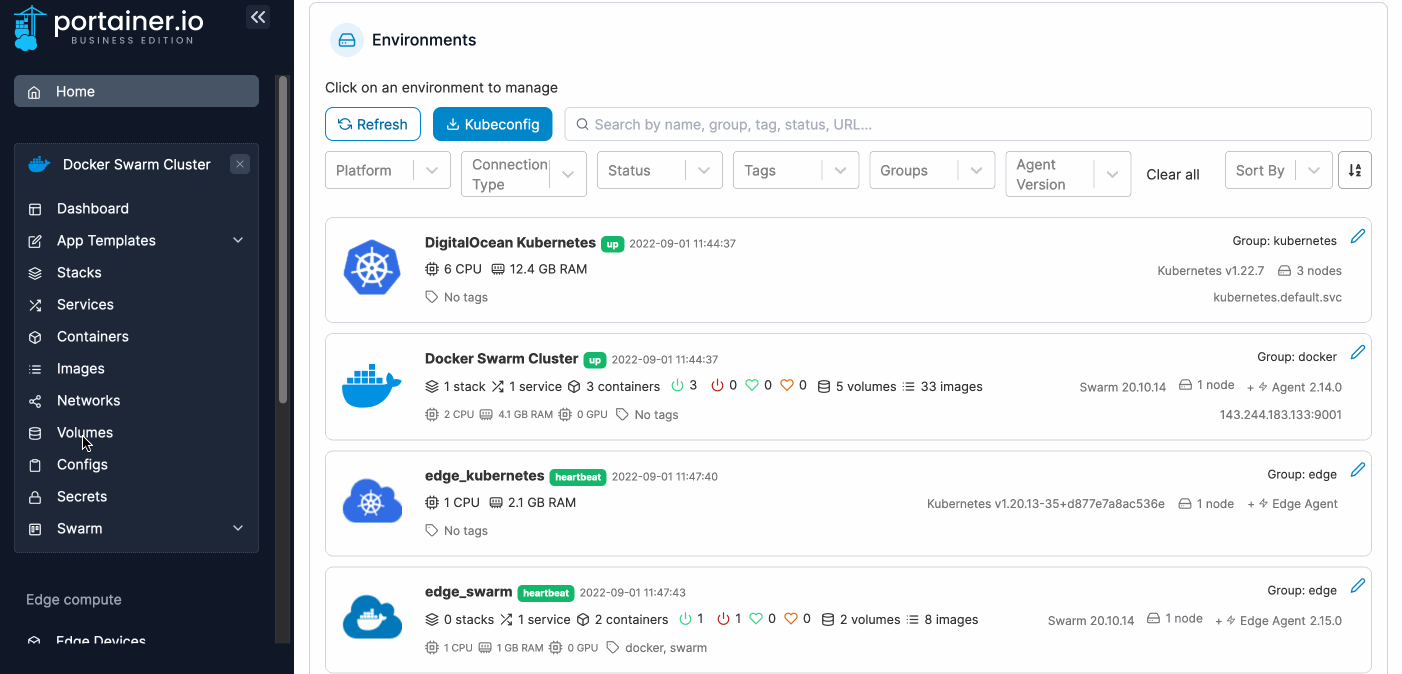 portainer.io
BUSINESS EDITION
Home
Docker Swarm Cluster
Dashboard
App Templates
Stacks
Services
Containers
Images
Networks
Volumes
Configs
Secrets
Swarm
Edge compute
Edge Devices
Environments
Click on an environment to manage
Refresh Kubeconfig Search by name, group, tag, status, URL...
Platform Connection Type Status Tags Groups Agent Version Clear all Sort By
DigitalOcean Kubernetes up 2022-09-01 11:44:37 Group: kubernetes
6 CPU 12.4 GB RAM Kubernetes v1.22.7 3 nodes
No tags kubernetes.default.svc
Docker Swarm Cluster up 2022-09-01 11:44:37 Group: docker
1 stack 1 service 3 containers 3 0 0 0 5 volumes 33 images Swarm 20.10.14 1 node + Agent 2.14.0
2 CPU 4.1 GB RAM 0 GPU No tags 143.244.183.133:9001
edge_kubernetes heartbeat 2022-09-01 11:47:40 Group: edge
1 CPU 2.1 GB RAM Kubernetes v1.20.13-35+d877e7a8ac536e 1 node + Edge Agent
No tags
edge_swarm heartbeat 2022-09-01 11:47:43 Group: edge
0 stacks 1 service 2 containers 1 1 0 0 2 volumes 8 images Swarm 20.10.14 1 node + Edge Agent 2.15.0
1 CPU 1 GB RAM 0 GPU docker, swarm